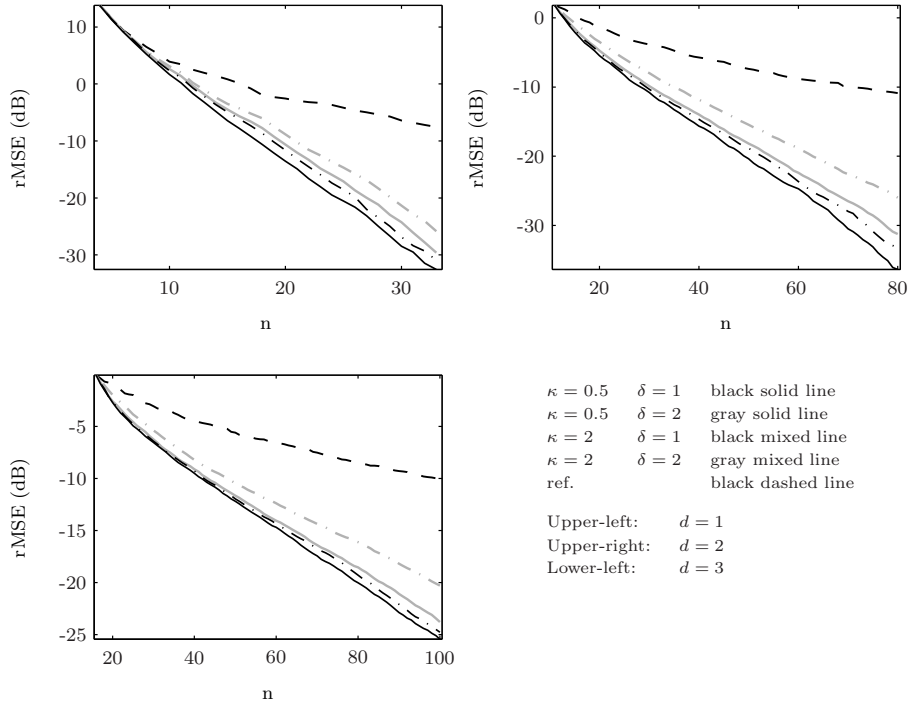 10
0
-10
-20
-30
rMSE (dB)
10 20 30
n
0
-10
-20
-30
rMSE (dB)
20 40 60 80
n
-5
-10
-15
-20
-25
rMSE (dB)
20 40 60 80 100
n
κ = 0.5 δ = 1 black solid line
κ = 0.5 δ = 2 gray solid line
κ = 2 δ = 1 black mixed line
κ = 2 δ = 2 gray mixed line
ref. black dashed line
Upper-left: d = 1
Upper-right: d = 2
Lower-left: d = 3